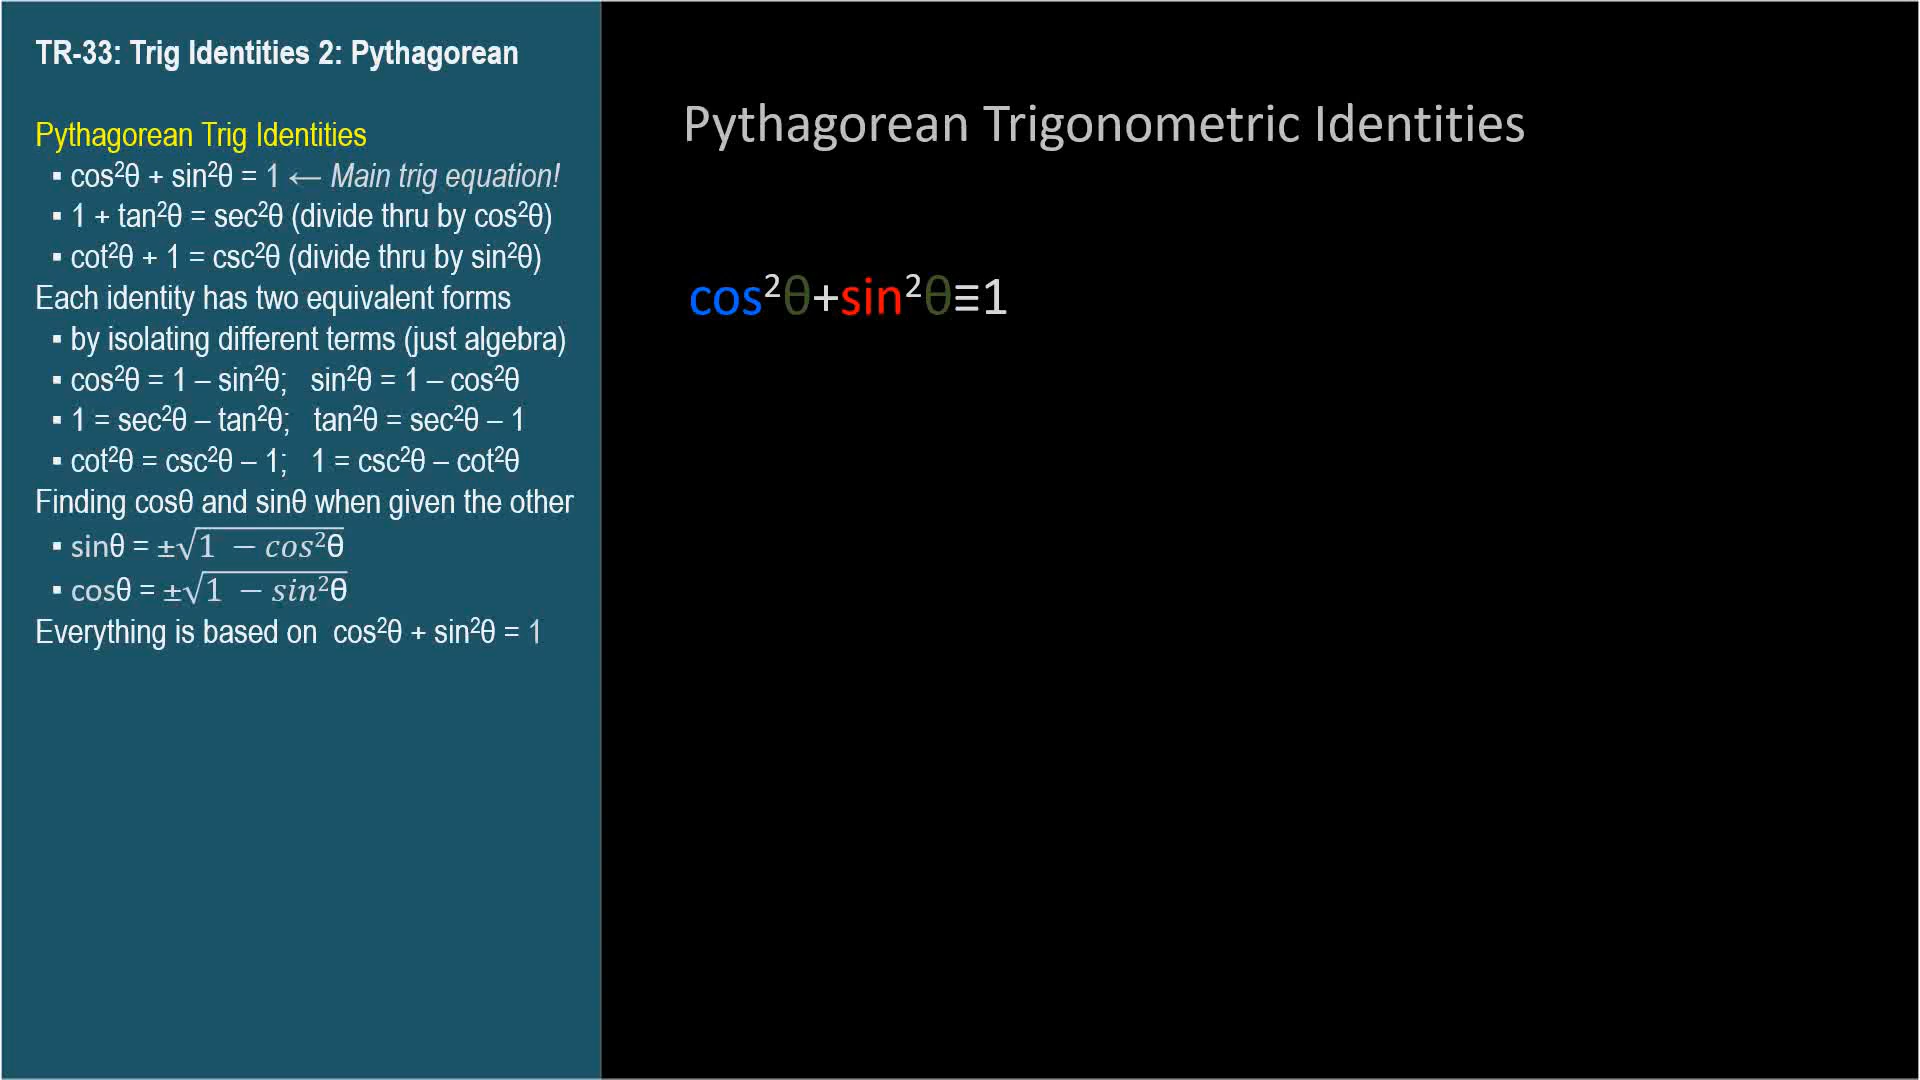 TR-33: Trig Identities 2: Pythagorean
Pythagorean Trig Identities
▪ cos²θ + sin²θ = 1 ← Main trig equation!
▪ 1 + tan²θ = sec²θ (divide thru by cos²θ)
▪ cot²θ + 1 = csc²θ (divide thru by sin²θ)
Each identity has two equivalent forms
▪ by isolating different terms (just algebra)
▪ cos²θ = 1 – sin²θ; sin²θ = 1 – cos²θ
▪ 1 = sec²θ – tan²θ; tan²θ = sec²θ – 1
▪ cot²θ = csc²θ – 1; 1 = csc²θ – cot²θ
Finding cosθ and sinθ when given the other
▪ sinθ = ±√(1 − cos²θ)
▪ cosθ = ±√(1 − sin²θ)
Everything is based on cos²θ + sin²θ = 1
Pythagorean Trigonometric Identities
cos²θ+sin²θ≡1